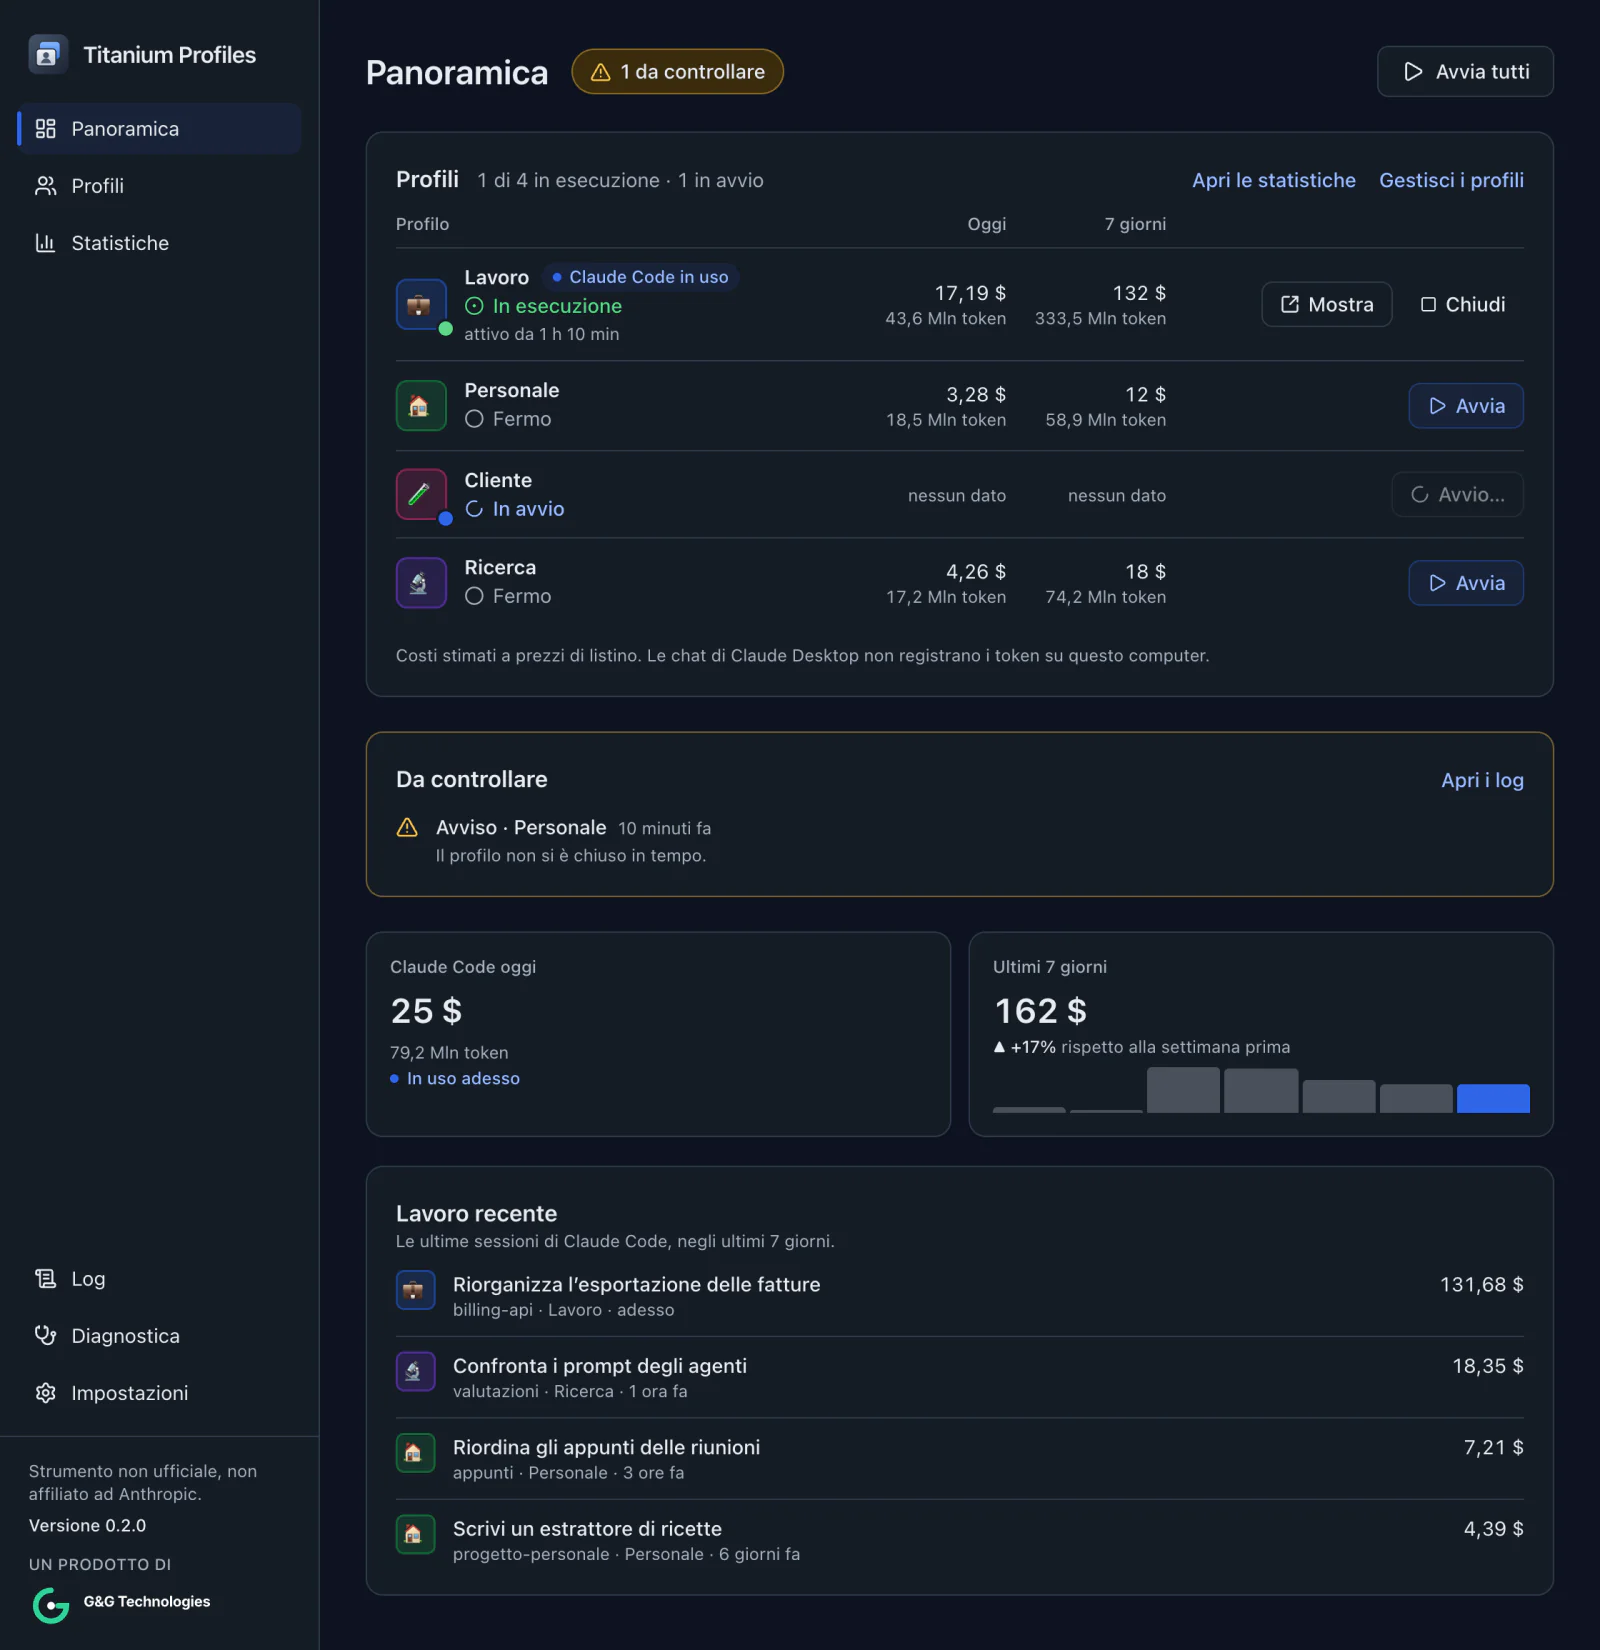 Titanium Profiles
Panoramica
Profili
Statistiche
Log
Diagnostica
Impostazioni
Strumento non ufficiale, non
affiliato ad Anthropic.
Versione 0.2.0
UN PRODOTTO DI
G&G Technologies
Panoramica
1 da controllare
Avvia tutti
Profili 1 di 4 in esecuzione · 1 in avvio
Apri le statistiche
Gestisci i profili
Profilo Oggi 7 giorni
Lavoro Claude Code in uso
In esecuzione
attivo da 1 h 10 min
17,19 $ 132 $
43,6 Mln token 333,5 Mln token
Mostra
Chiudi
Personale
Fermo
3,28 $ 12 $
18,5 Mln token 58,9 Mln token
Avvia
Cliente
In avvio
nessun dato nessun dato
Avvio...
Ricerca
Fermo
4,26 $ 18 $
17,2 Mln token 74,2 Mln token
Avvia
Costi stimati a prezzi di listino. Le chat di Claude Desktop non registrano i token su questo computer.
Da controllare
Apri i log
Avviso · Personale 10 minuti fa
Il profilo non si è chiuso in tempo.
Claude Code oggi
25 $
79,2 Mln token
In uso adesso
Ultimi 7 giorni
162 $
+17% rispetto alla settimana prima
Lavoro recente
Le ultime sessioni di Claude Code, negli ultimi 7 giorni.
Riorganizza l’esportazione delle fatture 131,68 $
billing-api · Lavoro · adesso
Confronta i prompt degli agenti 18,35 $
valutazioni · Ricerca · 1 ora fa
Riordina gli appunti delle riunioni 7,21 $
appunti · Personale · 3 ore fa
Scrivi un estrattore di ricette 4,39 $
progetto-personale · Personale · 6 giorni fa